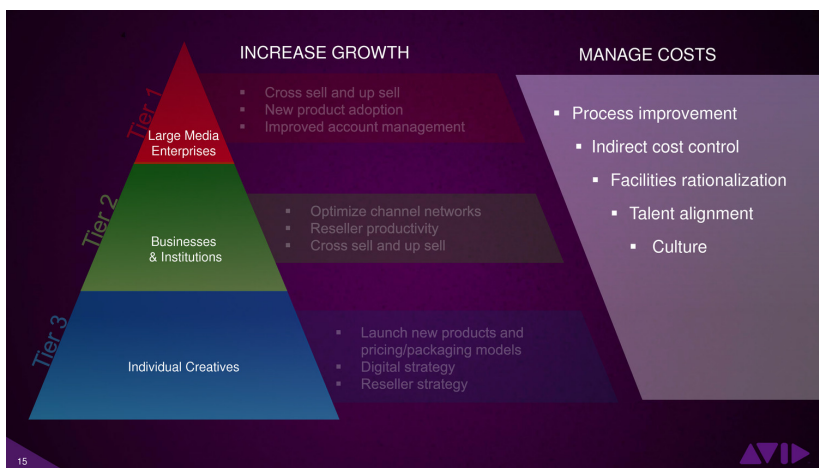 INCREASE GROWTH
MANAGE COSTS
Tier 1
Large Media
Enterprises
▪ Cross sell and up sell
▪ New product adoption
▪ Improved account management
Tier 2
Businesses
& Institutions
▪ Optimize channel networks
▪ Reseller productivity
▪ Cross sell and up sell
Tier 3
Individual Creatives
▪ Launch new products and
pricing/packaging models
▪ Digital strategy
▪ Reseller strategy
▪ Process improvement
▪ Indirect cost control
▪ Facilities rationalization
▪ Talent alignment
▪ Culture
15
AVID